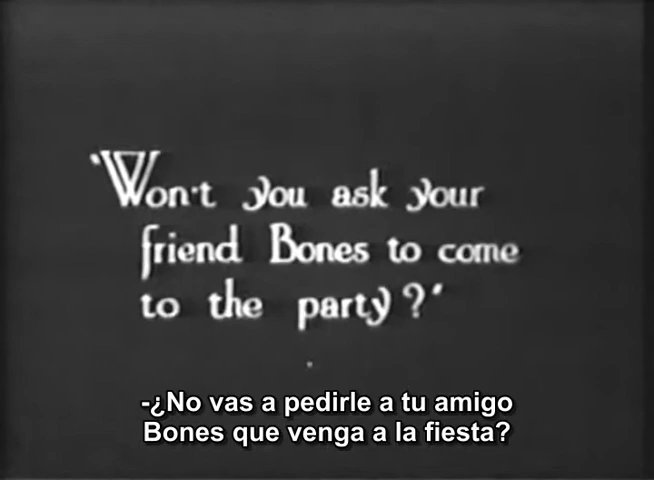 'Won't you ask your
friend Bones to come
to the party?'
-¿No vas a pedirle a tu amigo
Bones que venga a la fiesta?